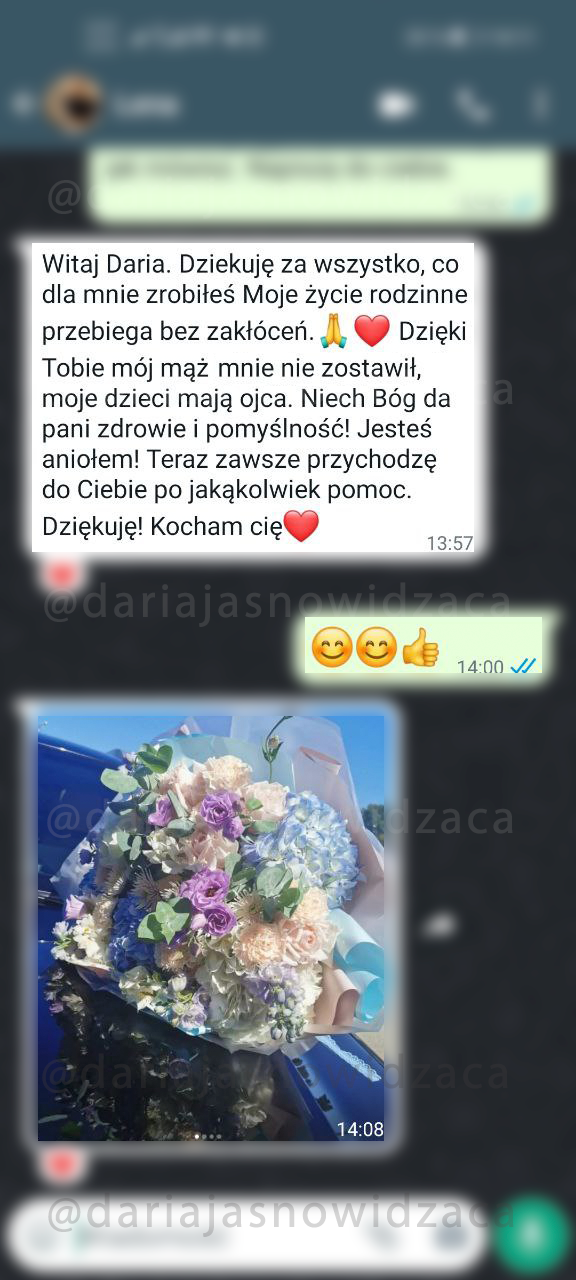 Witaj Daria. Dziekuję za wszystko, co
dla mnie zrobiłeś Moje życie rodzinne
przebiega bez zakłóceń.🙏❤️ Dzięki
Tobie mój mąż mnie nie zostawił,
moje dzieci mają ojca. Niech Bóg da
pani zdrowie i pomyślność! Jesteś
aniołem! Teraz zawsze przychodzę
do Ciebie po jakąkolwiek pomoc.
Dziękuję! Kocham cię❤️
13:57
@dariajasnowidzaca
😊😊👍 14:00
14:08
@dariajasnowidzaca